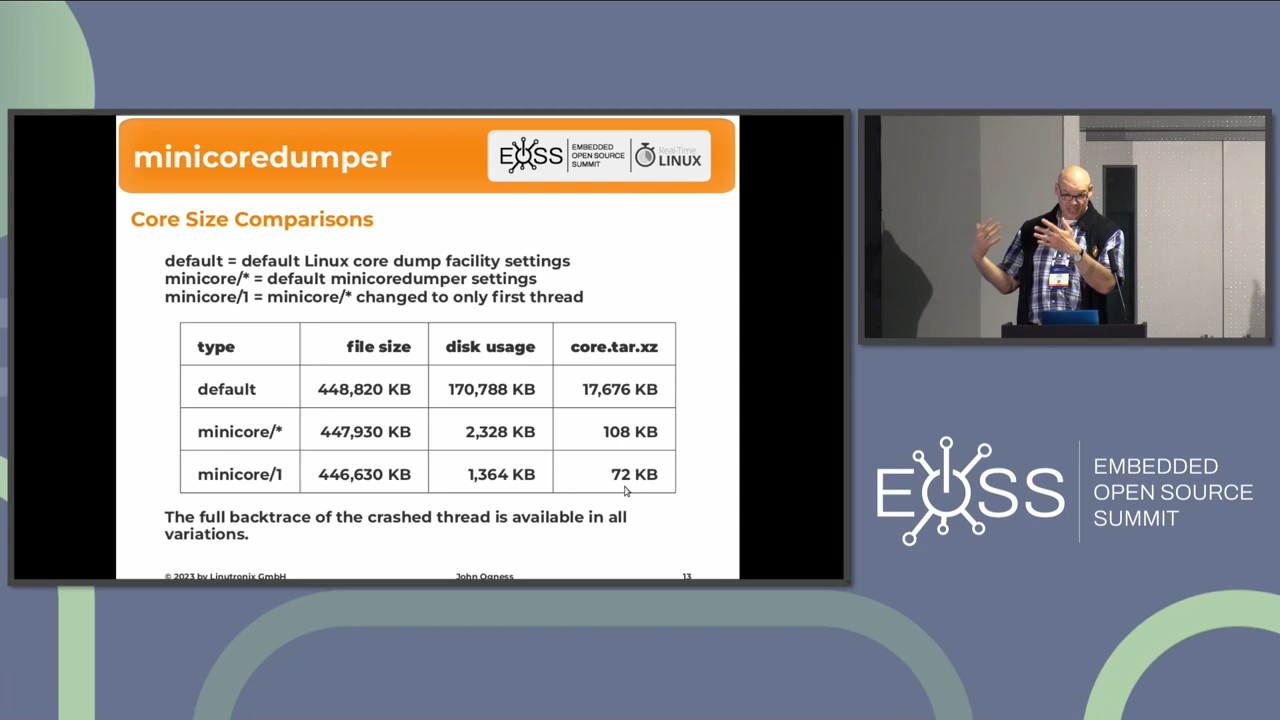 minicoredumper
EOSS EMBEDDED OPEN SOURCE SUMMIT
Real-Time LINUX
Core Size Comparisons
default = default Linux core dump facility settings
minicore/* = default minicoredumper settings
minicore/1 = minicore/* changed to only first thread
type file size disk usage core.tar.xz
default 448,820 KB 170,788 KB 17,676 KB
minicore/* 447,930 KB 2,328 KB 108 KB
minicore/1 446,630 KB 1,364 KB 72 KB
The full backtrace of the crashed thread is available in all
variations.
© 2023 by Linutronix GmbH John Ogness 13
EOSS
EMBEDDED
OPEN SOURCE
SUMMIT